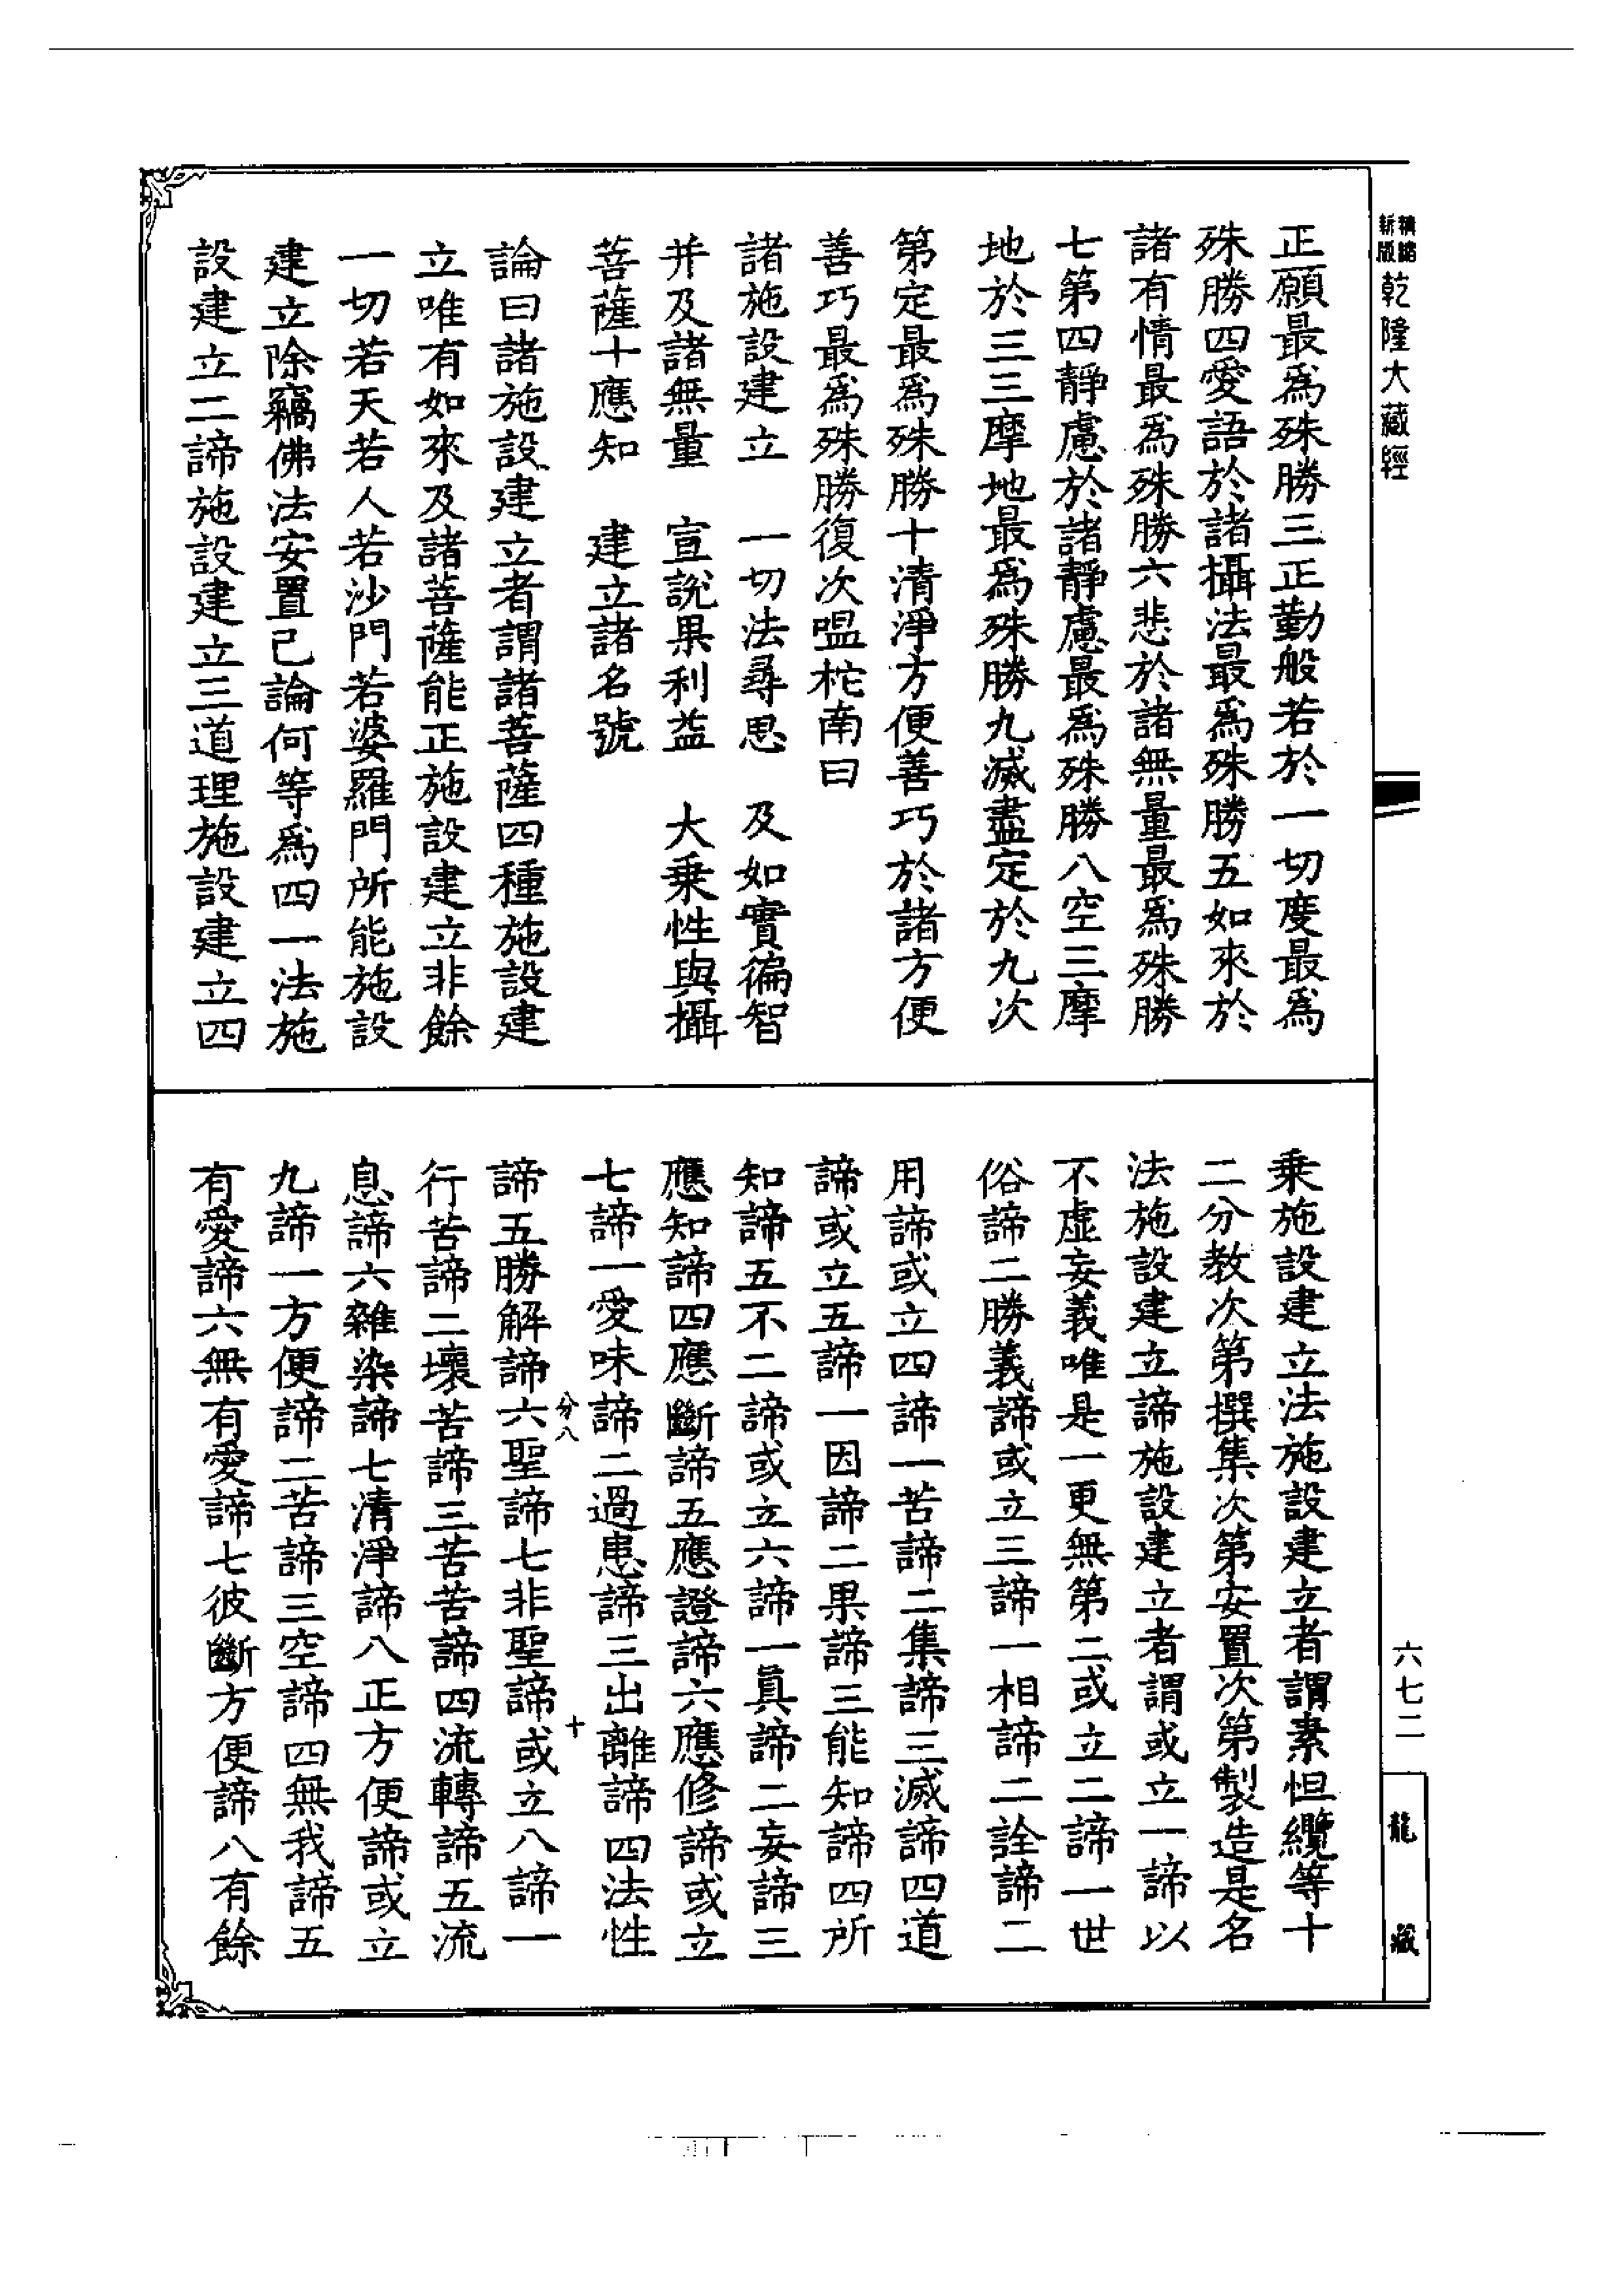 新版
精縮
乾隆大藏經
正願最爲殊勝三正勤般若於一切度最爲
殊勝四愛語於諸攝法最爲殊勝五如來於
諸有情最爲殊勝六悲於諸無量最爲殊勝
七第四靜慮於諸靜慮最爲殊勝八空三摩
地於三三摩地最爲殊勝九滅盡定於九次
第定最爲殊勝十清淨方便善巧於諸方便
善巧最爲殊勝復次嗢柁南曰
諸施設建立 一切法尋思 及如實徧智
并及諸無量 宣說果利益 大乗性與攝
菩薩十應知 建立諸名號
論曰諸施設建立者謂諸菩薩四種施設建
立唯有如來及諸菩薩能正施設建立非餘
一切若天若人若沙門若婆羅門所能施設
建立除竊佛法安置己論何等爲四一法施
設建立二諦施設建立三道理施設建立四
乗施設建立法施設建立者謂素怛纜等十
二分教次第撰集次第安置次第製造是名
法施設建立諦施設建立者謂或立一諦以
不虛妄義唯是一更無第二或立二諦一世
俗諦二勝義諦或立三諦一相諦二詮諦二
用諦或立四諦一苦諦二集諦三滅諦四道
諦或立五諦一因諦二果諦三能知諦四所
知諦五不二諦或立六諦一真諦二妄諦三
應知諦四應斷諦五應證諦六應修諦或立
七諦一愛味諦二過患諦三出離諦四法性
分八
十
諦五勝解諦六聖諦七非聖諦或立八諦一
行苦諦二壞苦諦三苦苦諦四流轉諦五流
息諦六雜染諦七清淨諦八正方便諦或立
九諦一方便諦二苦諦三空諦四無我諦五
有愛諦六無有愛諦七彼斷方便諦八有餘
六七二
龍藏